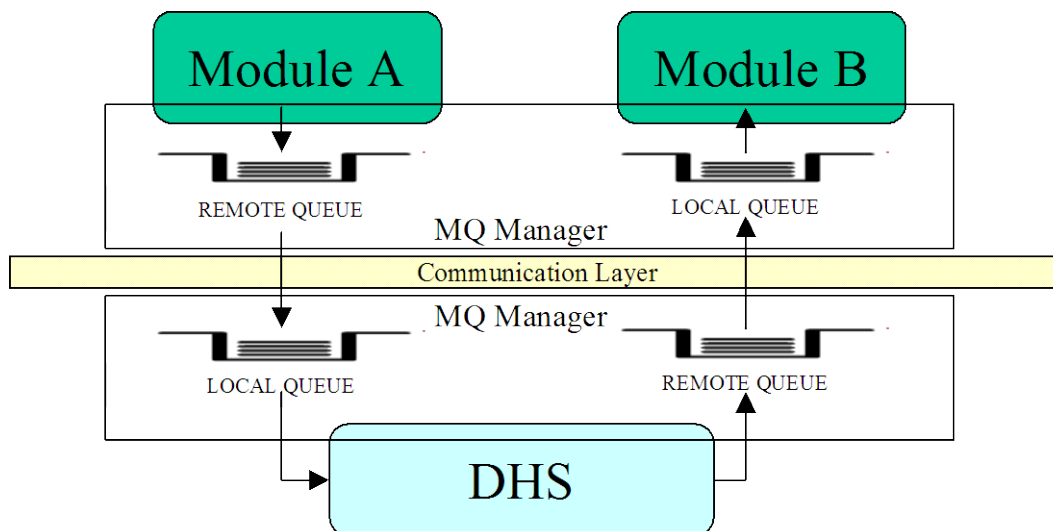 Module A
Module B
REMOTE QUEUE
LOCAL QUEUE
MQ Manager
Communication Layer
MQ Manager
LOCAL QUEUE
REMOTE QUEUE
DHS